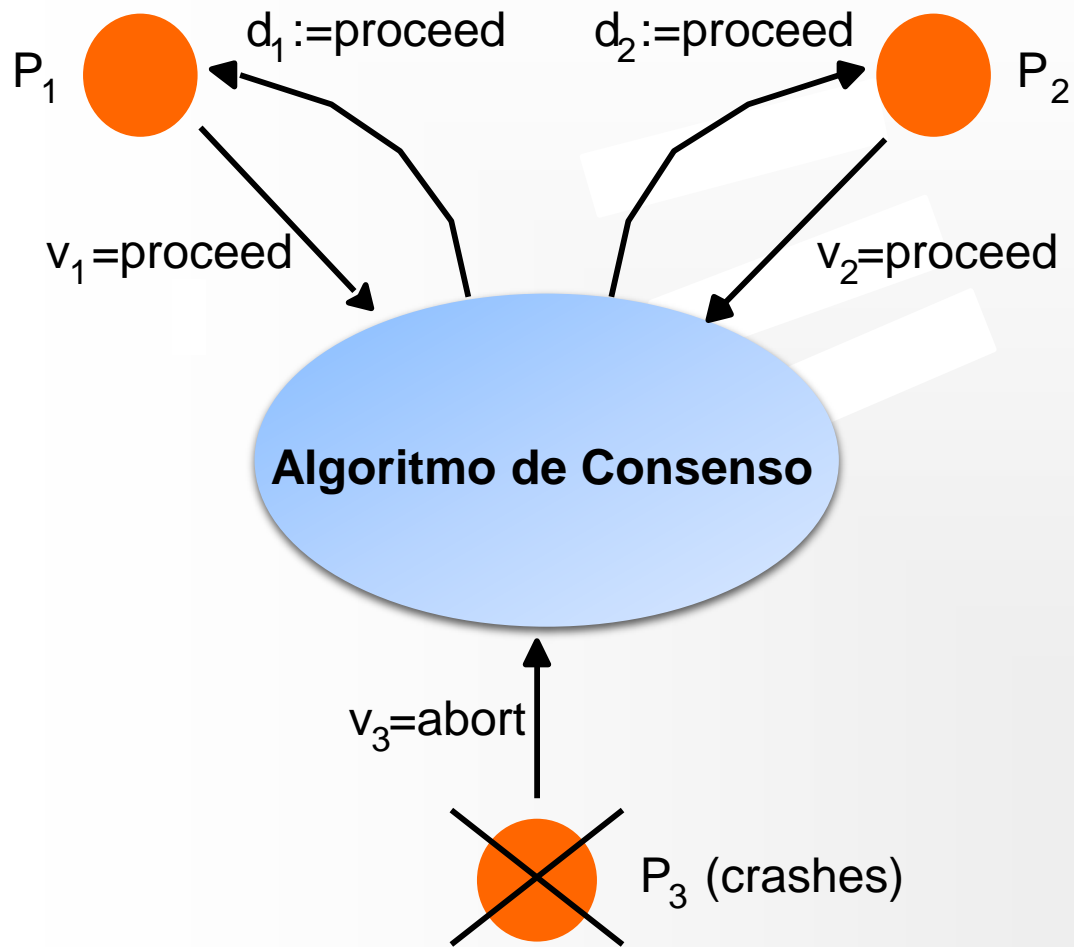 d₁:=proceed
d₂:=proceed
P₁
P₂
v₁=proceed
v₂=proceed
Algoritmo de Consenso
v₃=abort
P₃ (crashes)